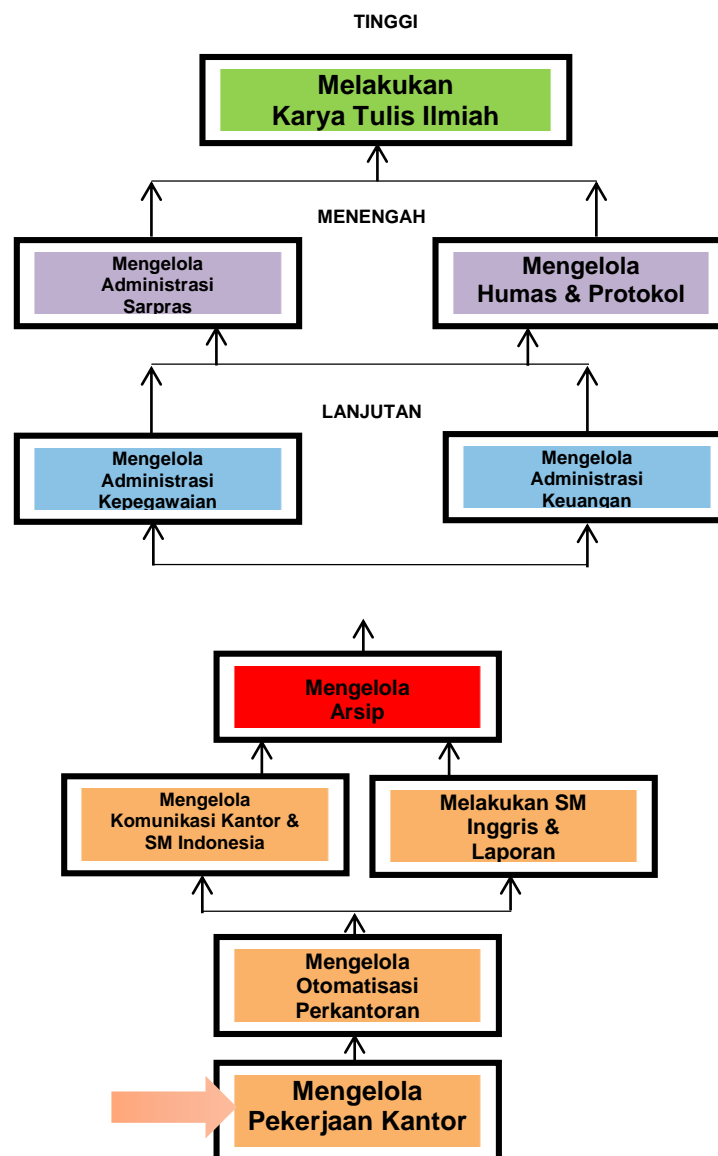 TINGGI
Melakukan
Karya Tulis Ilmiah
MENENGAH
Mengelola
Administrasi
Sarpras
Mengelola
Humas & Protokol
LANJUTAN
Mengelola
Administrasi
Kepegawaian
Mengelola
Administrasi
Keuangan
Mengelola
Arsip
Mengelola
Komunikasi Kantor &
SM Indonesia
Melakukan SM
Inggris &
Laporan
Mengelola
Otomatisasi
Perkantoran
Mengelola
Pekerjaan Kantor